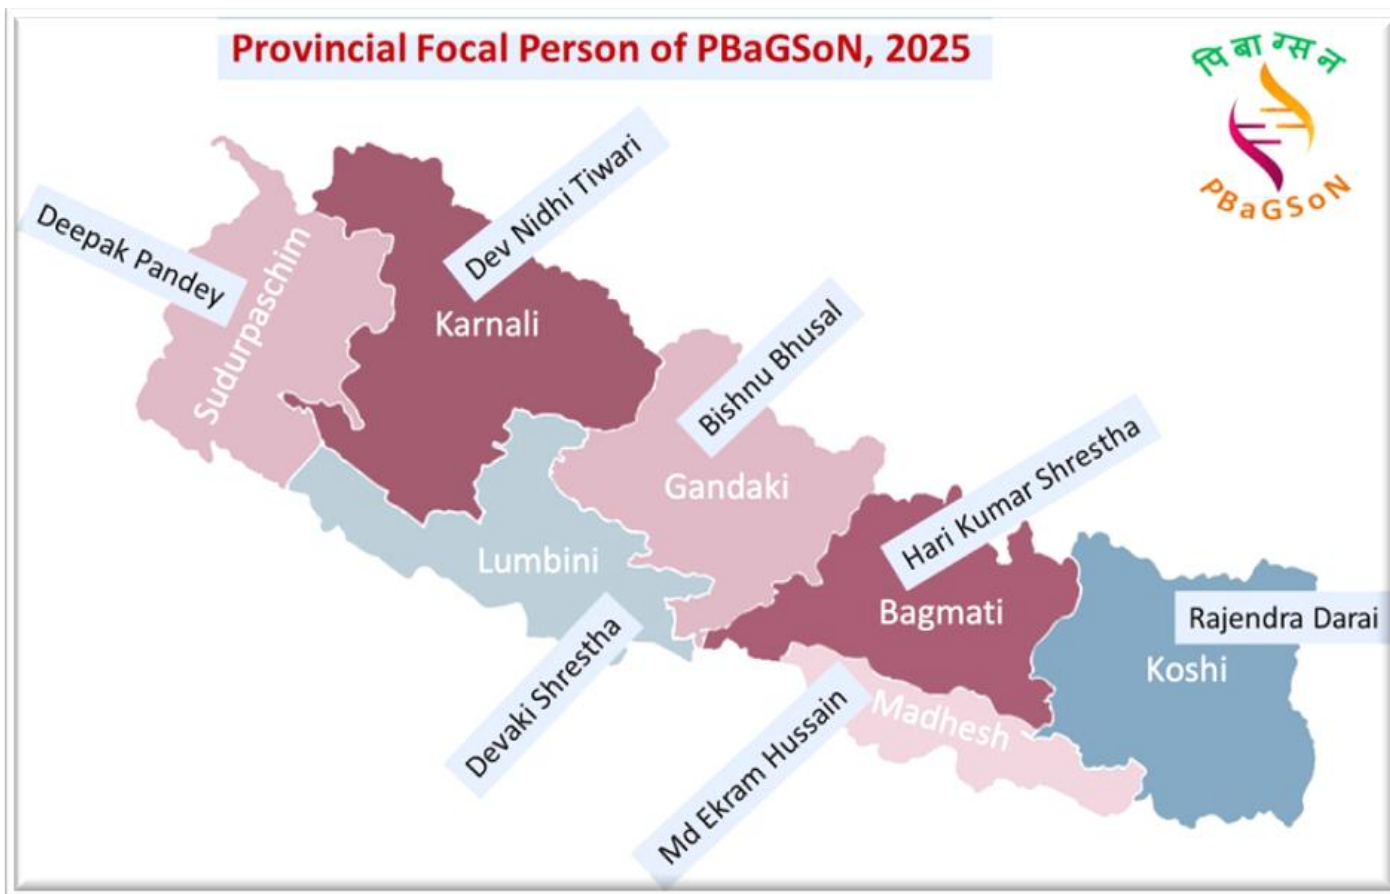 Provincial Focal Person of PBaGSoN, 2025
पिबाग्सन
PBaGSoN
Deepak Pandey
Sudurpaschim
Dev Nidhi Tiwari
Karnali
Bishnu Bhusal
Gandaki
Hari Kumar Shrestha
Bagmati
Rajendra Darai
Koshi
Lumbini
Devaki Shrestha
Madhesh
Md Ekram Hussain